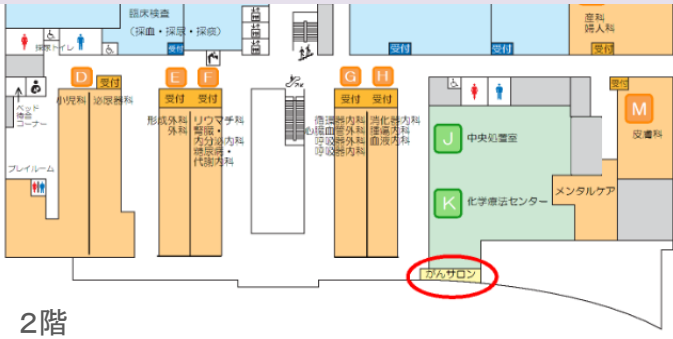 臨床検査
(採血・採尿・採痰)
受付
採尿トイレ
受付
受付
産科
婦人科
受付
D
受付
小児科
泌尿器科
ベッド
待合
コーナー
プレイルーム
E
受付
形成外科
外科
F
受付
リウマチ科
腎臓・
内分泌内科
糖尿病・
代謝内科
G
受付
循環器内科
心臓血管外科
呼吸器外科
呼吸器内科
H
受付
消化器内科
腫瘍内科
血液内科
J
中央処置室
K
化学療法センター
メンタルケア
受付
M
皮膚科
がんサロン
2階